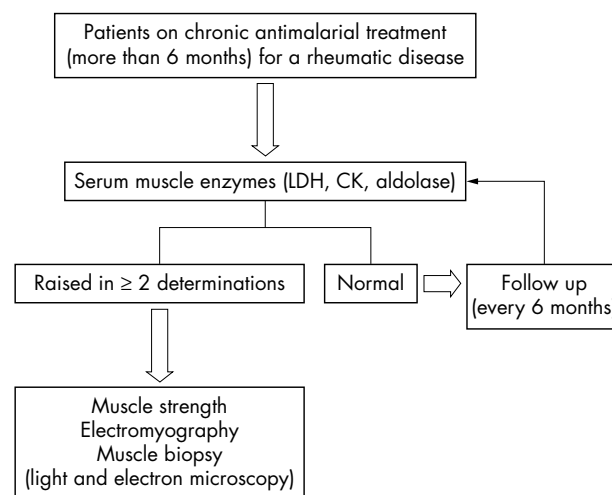 Patients on chronic antimalarial treatment
(more than 6 months) for a rheumatic disease
Serum muscle enzymes (LDH, CK, aldolase)
Raised in ≥ 2 determinations
Normal
Follow up
(every 6 months
Muscle strength
Electromyography
Muscle biopsy
(light and electron microscopy)